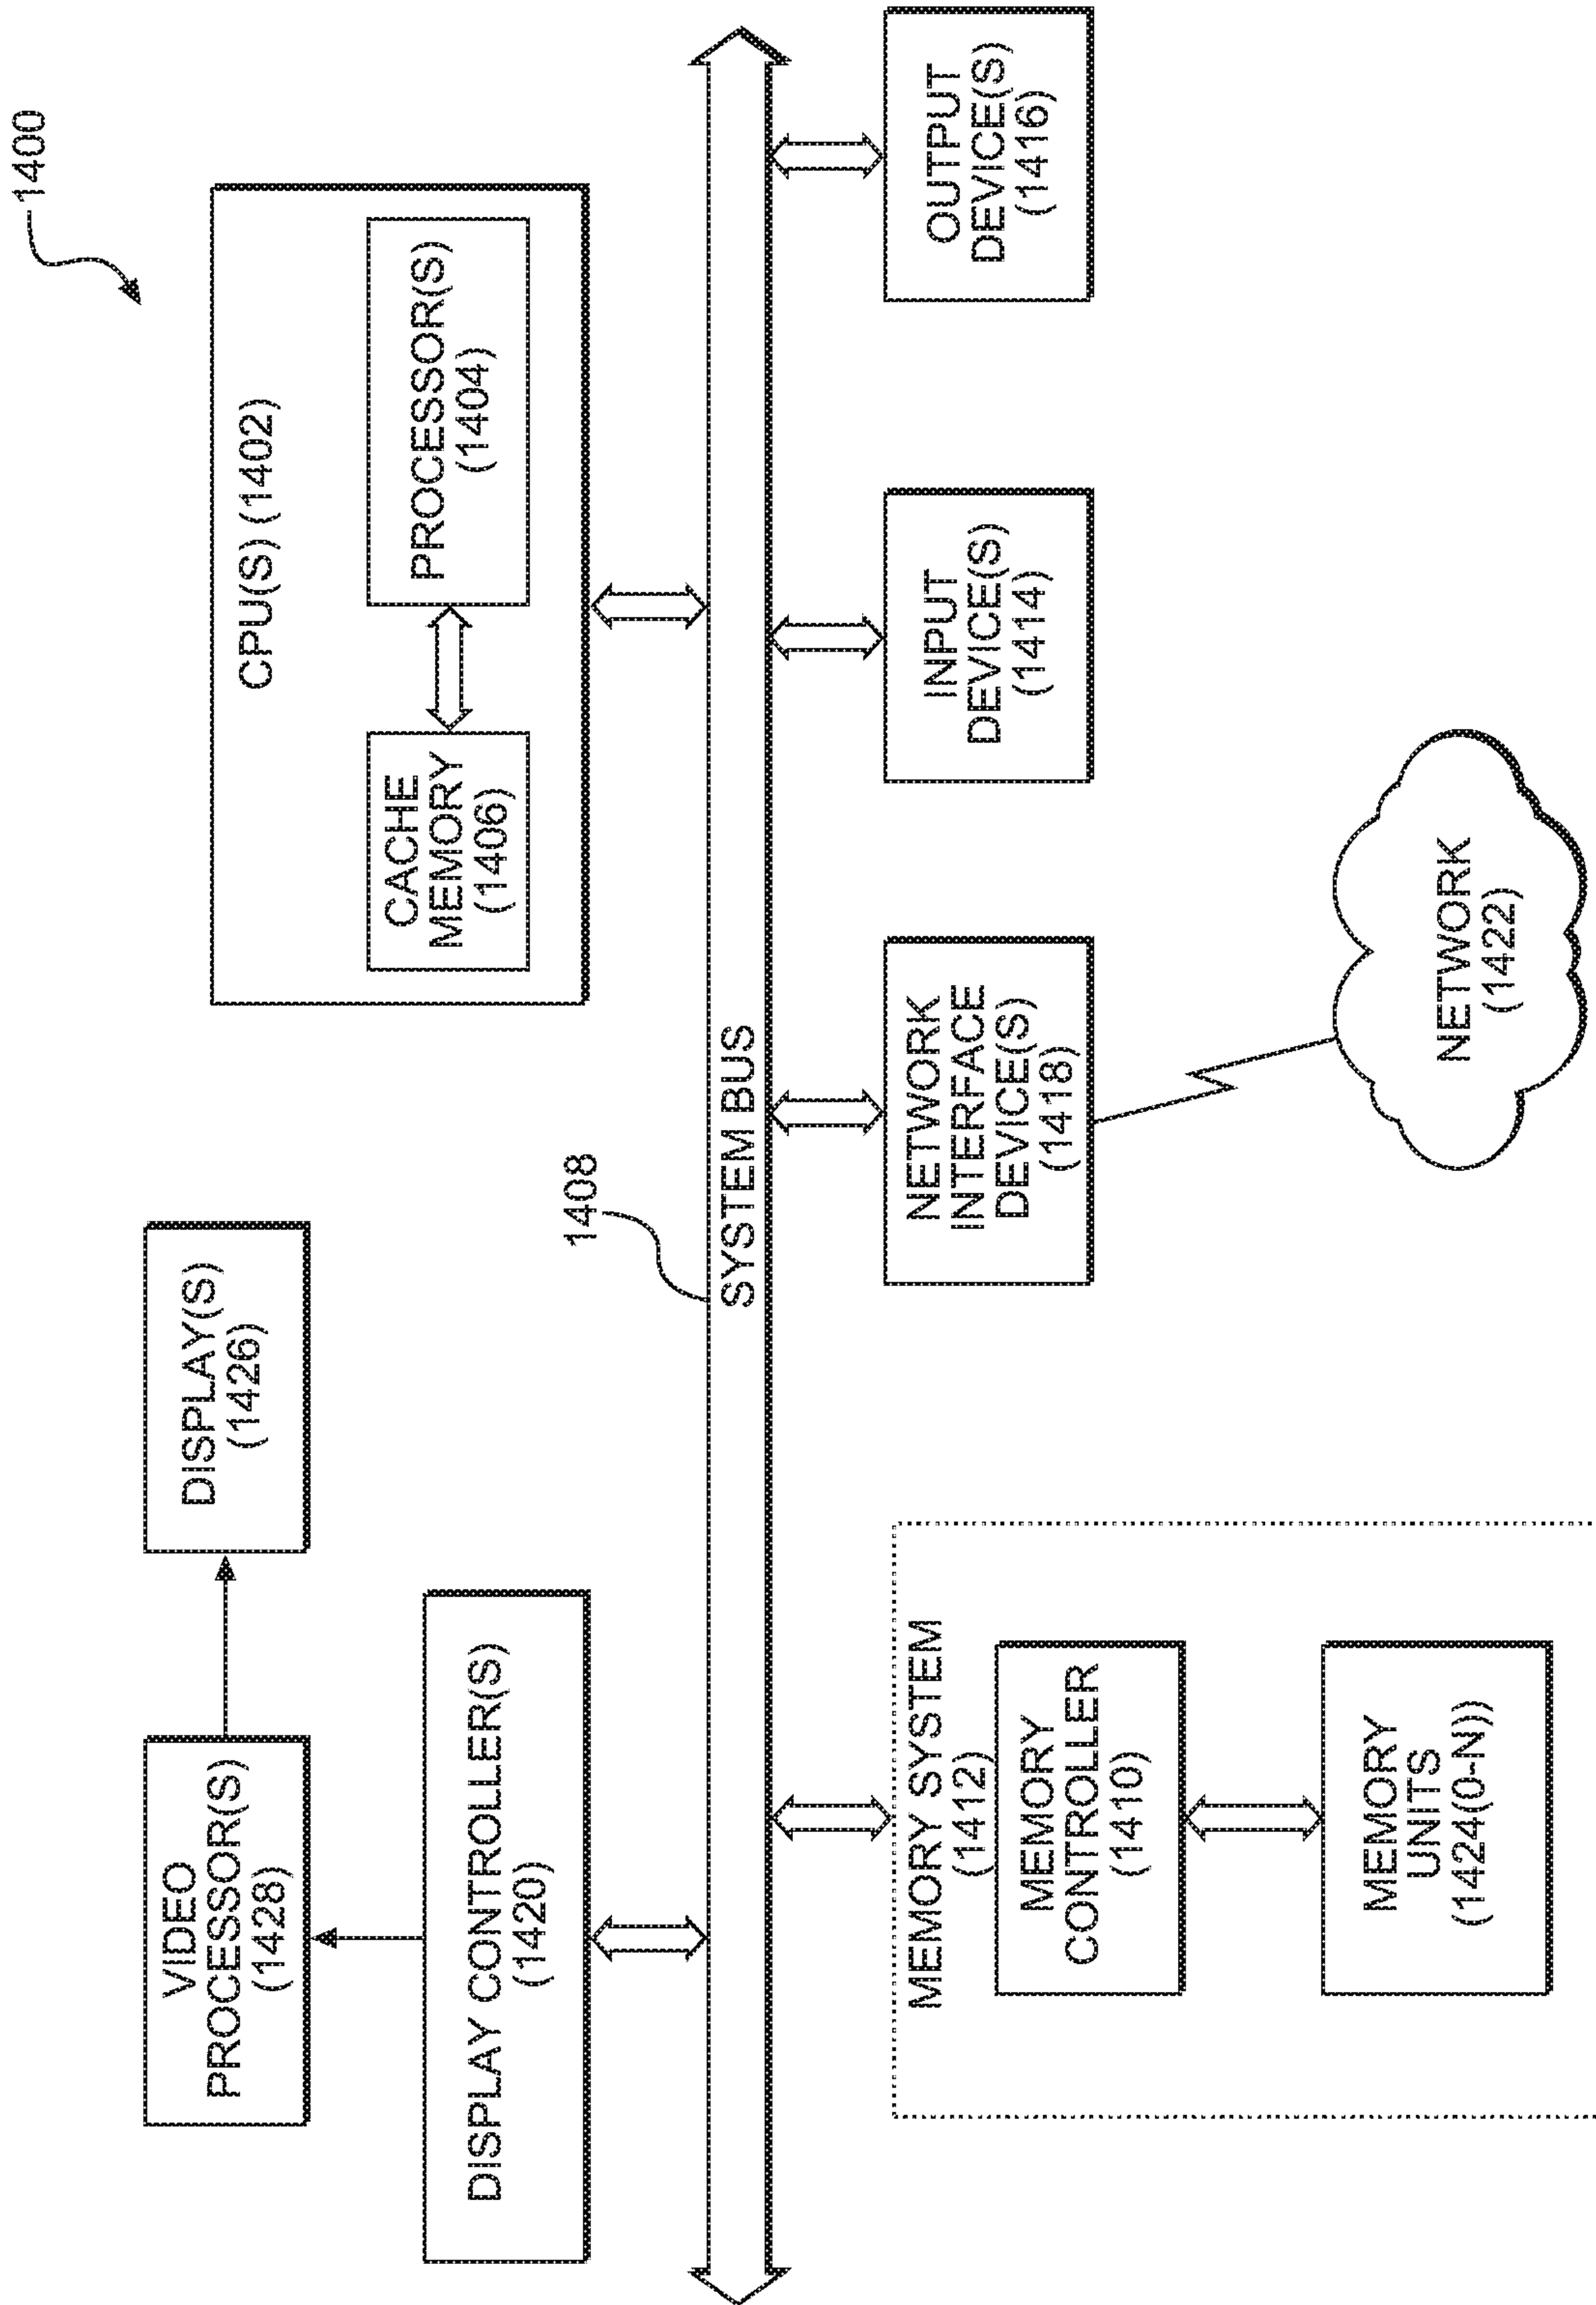 1400
CPU(S) (1402)
CACHE
MEMORY
(1406)
PROCESSOR(S)
(1404)
VIDEO
PROCESSOR(S)
(1428)
DISPLAY(S)
(1426)
DISPLAY CONTROLLER(S)
(1420)
1408
SYSTEM BUS
MEMORY SYSTEM
(1412)
MEMORY
CONTROLLER
(1410)
MEMORY
UNITS
(1424(0-N)))
NETWORK
INTERFACE
DEVICE(S)
(1418)
INPUT
DEVICE(S)
(1414)
OUTPUT
DEVICE(S)
(1416)
NETWORK
(1422)